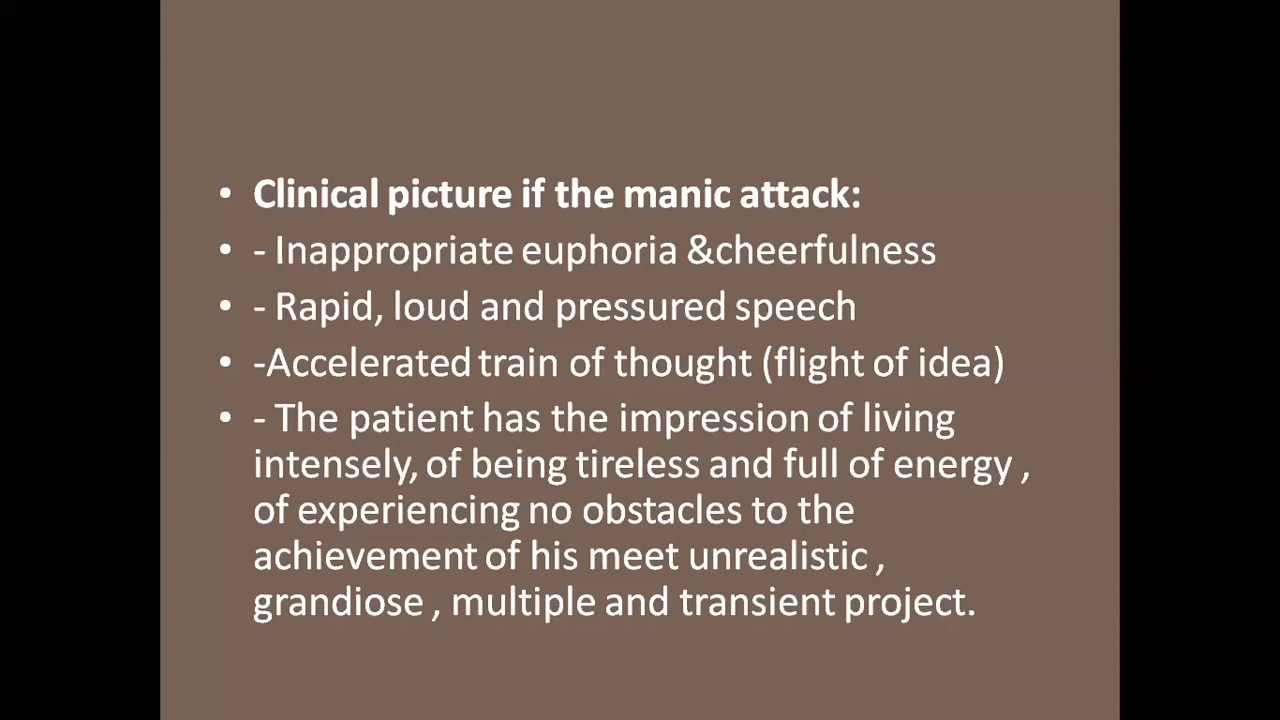 • Clinical picture if the manic attack:
• - Inappropriate euphoria &cheerfulness
• - Rapid, loud and pressured speech
• -Accelerated train of thought (flight of idea)
• - The patient has the impression of living
intensely, of being tireless and full of energy ,
of experiencing no obstacles to the
achievement of his meet unrealistic ,
grandiose , multiple and transient project.